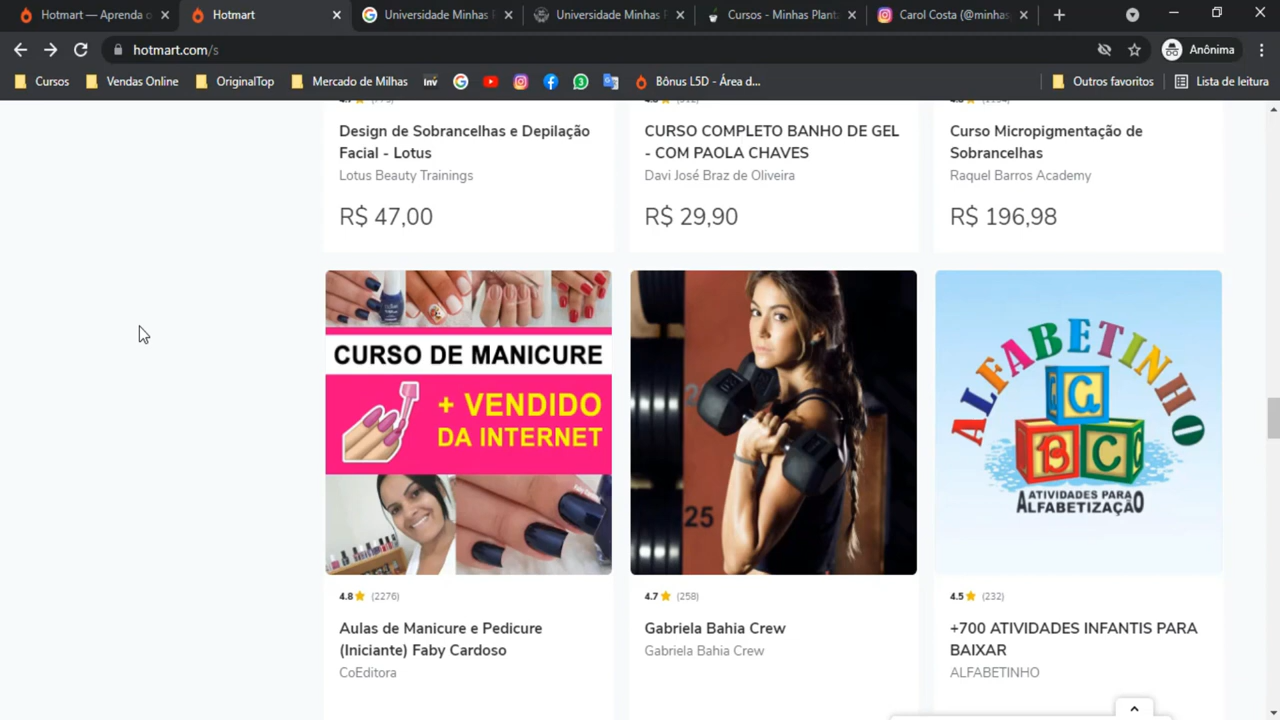 Hotmart — Aprenda o
Hotmart
Universidade Minhas P
Universidade Minhas P
Cursos - Minhas Planta
Carol Costa (@minhas
hotmart.com/s
Anônima
Cursos
Vendas Online
OriginalTop
Mercado de Milhas
inv
Bônus L5D - Área d...
Outros favoritos
Lista de leitura
Design de Sobrancelhas e Depilação
Facial - Lotus
Lotus Beauty Trainings
R$ 47,00
CURSO COMPLETO BANHO DE GEL
- COM PAOLA CHAVES
Davi José Braz de Oliveira
R$ 29,90
Curso Micropigmentação de
Sobrancelhas
Raquel Barros Academy
R$ 196,98
CURSO DE MANICURE
+ VENDIDO
DA INTERNET
25
ALFABETINHO
A
B C
ATIVIDADES PARA
ALFABETIZAÇÃO
4.8 (2276)
Aulas de Manicure e Pedicure
(Iniciante) Faby Cardoso
CoEditora
4.7 (258)
Gabriela Bahia Crew
Gabriela Bahia Crew
4.5 (232)
+700 ATIVIDADES INFANTIS PARA
BAIXAR
ALFABETINHO